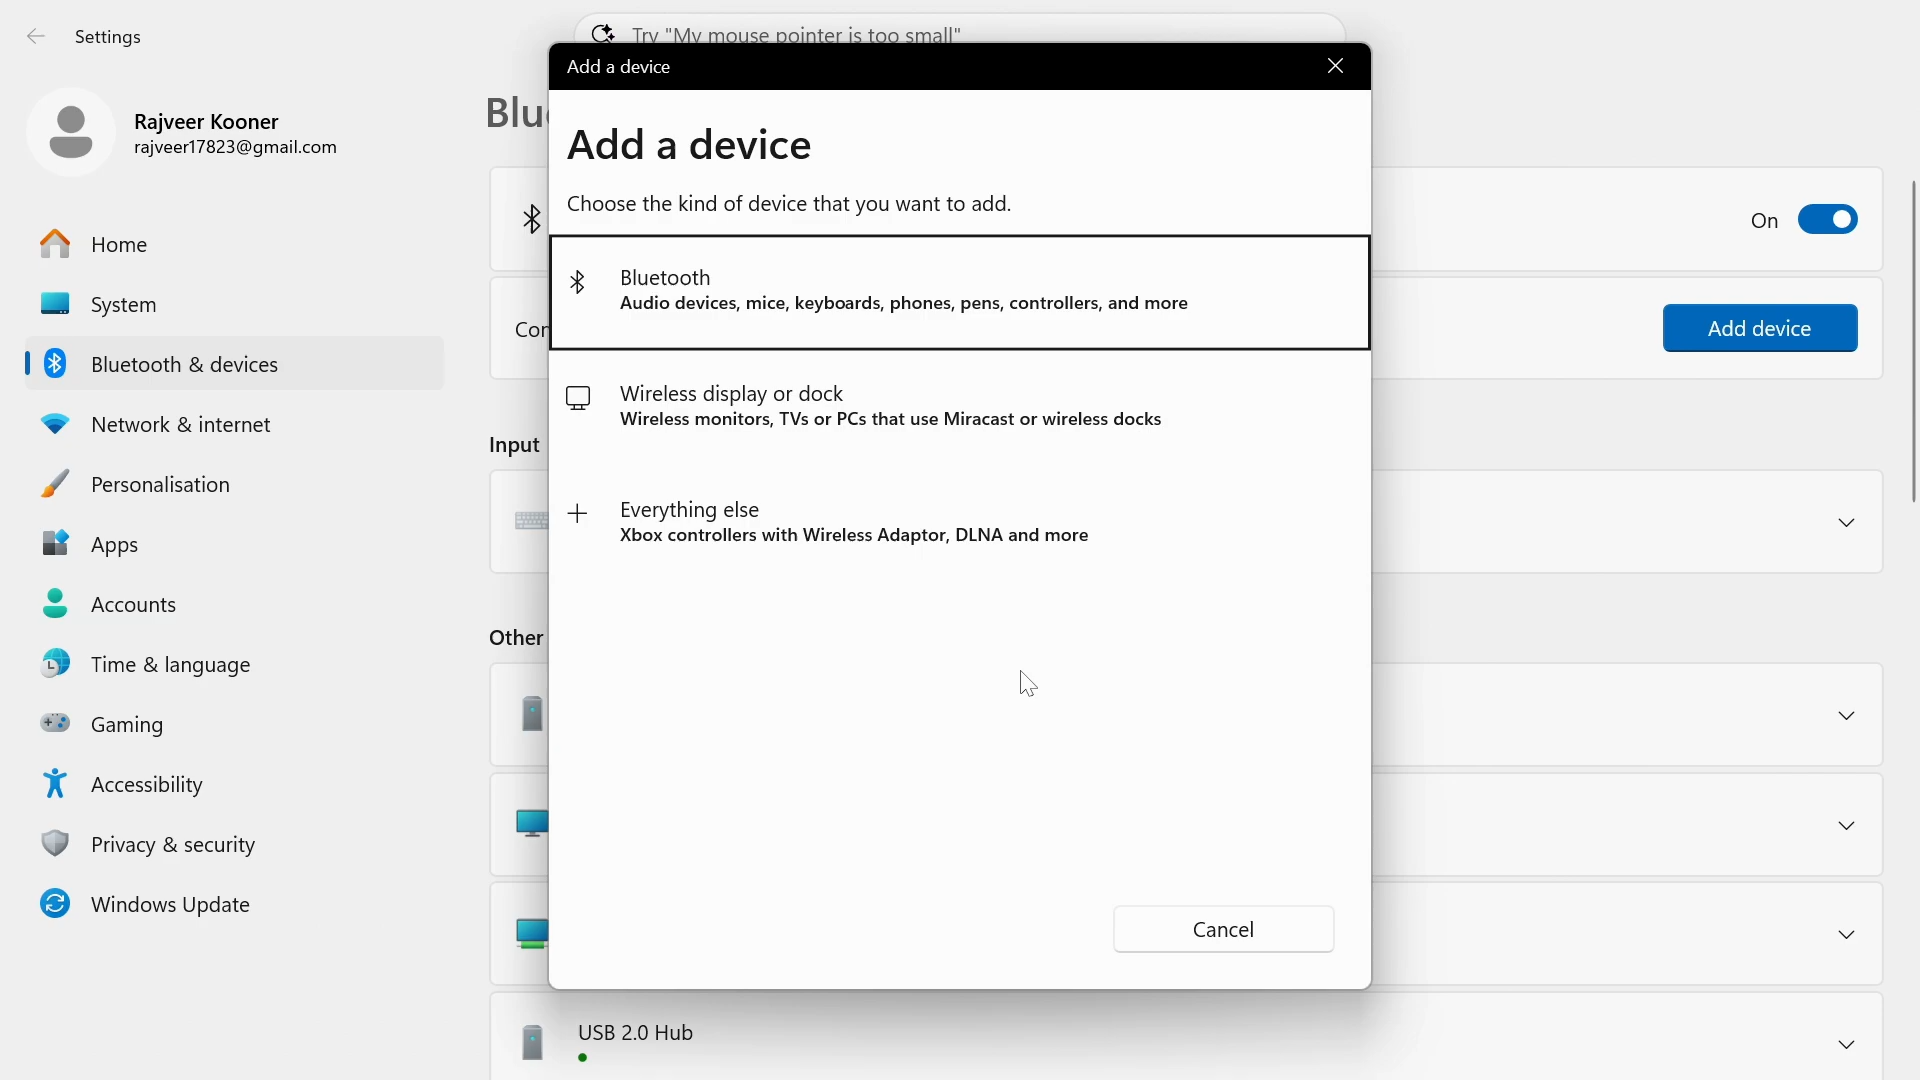 Settings
Try "My mouse pointer is too small"
Add a device
Rajveer Kooner
rajveer17823@gmail.com
Add a device
Choose the kind of device that you want to add.
Home
System
Bluetooth & devices
Network & internet
Personalisation
Apps
Accounts
Time & language
Gaming
Accessibility
Privacy & security
Windows Update
Bluetooth
Audio devices, mice, keyboards, phones, pens, controllers, and more
Wireless display or dock
Wireless monitors, TVs or PCs that use Miracast or wireless docks
Everything else
Xbox controllers with Wireless Adaptor, DLNA and more
Cancel
On
Add device
Input
Other
USB 2.0 Hub